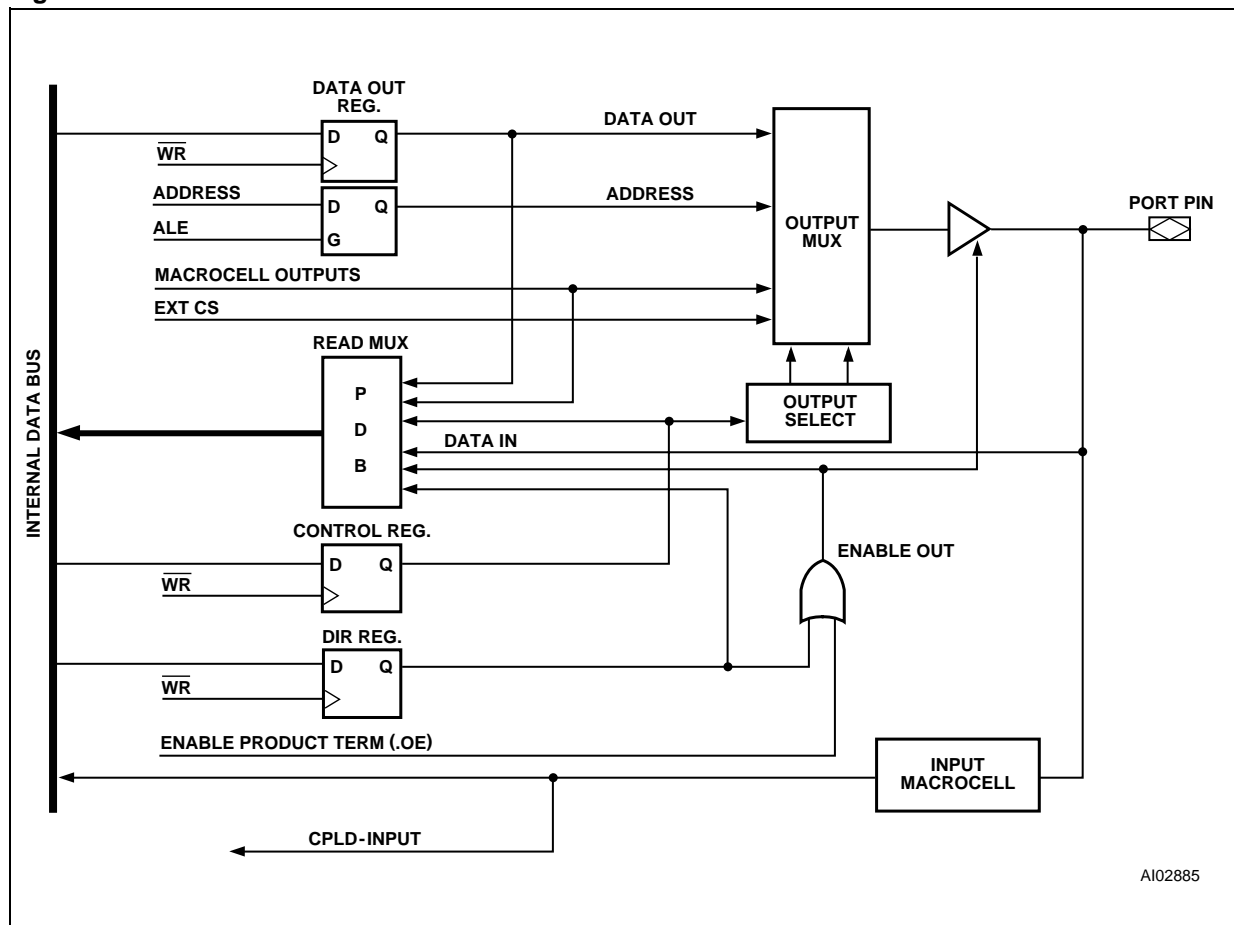 DATA OUT
REG.
D Q
WR
DATA OUT
ADDRESS
ALE
D Q
G
ADDRESS
OUTPUT
MUX
PORT PIN
MACROCELL OUTPUTS
EXT CS
READ MUX
P
D
B
OUTPUT
SELECT
DATA IN
INTERNAL DATA BUS
CONTROL REG.
D Q
WR
ENABLE OUT
DIR REG.
D Q
WR
ENABLE PRODUCT TERM (.OE)
INPUT
MACROCELL
CPLD-INPUT
AI02885